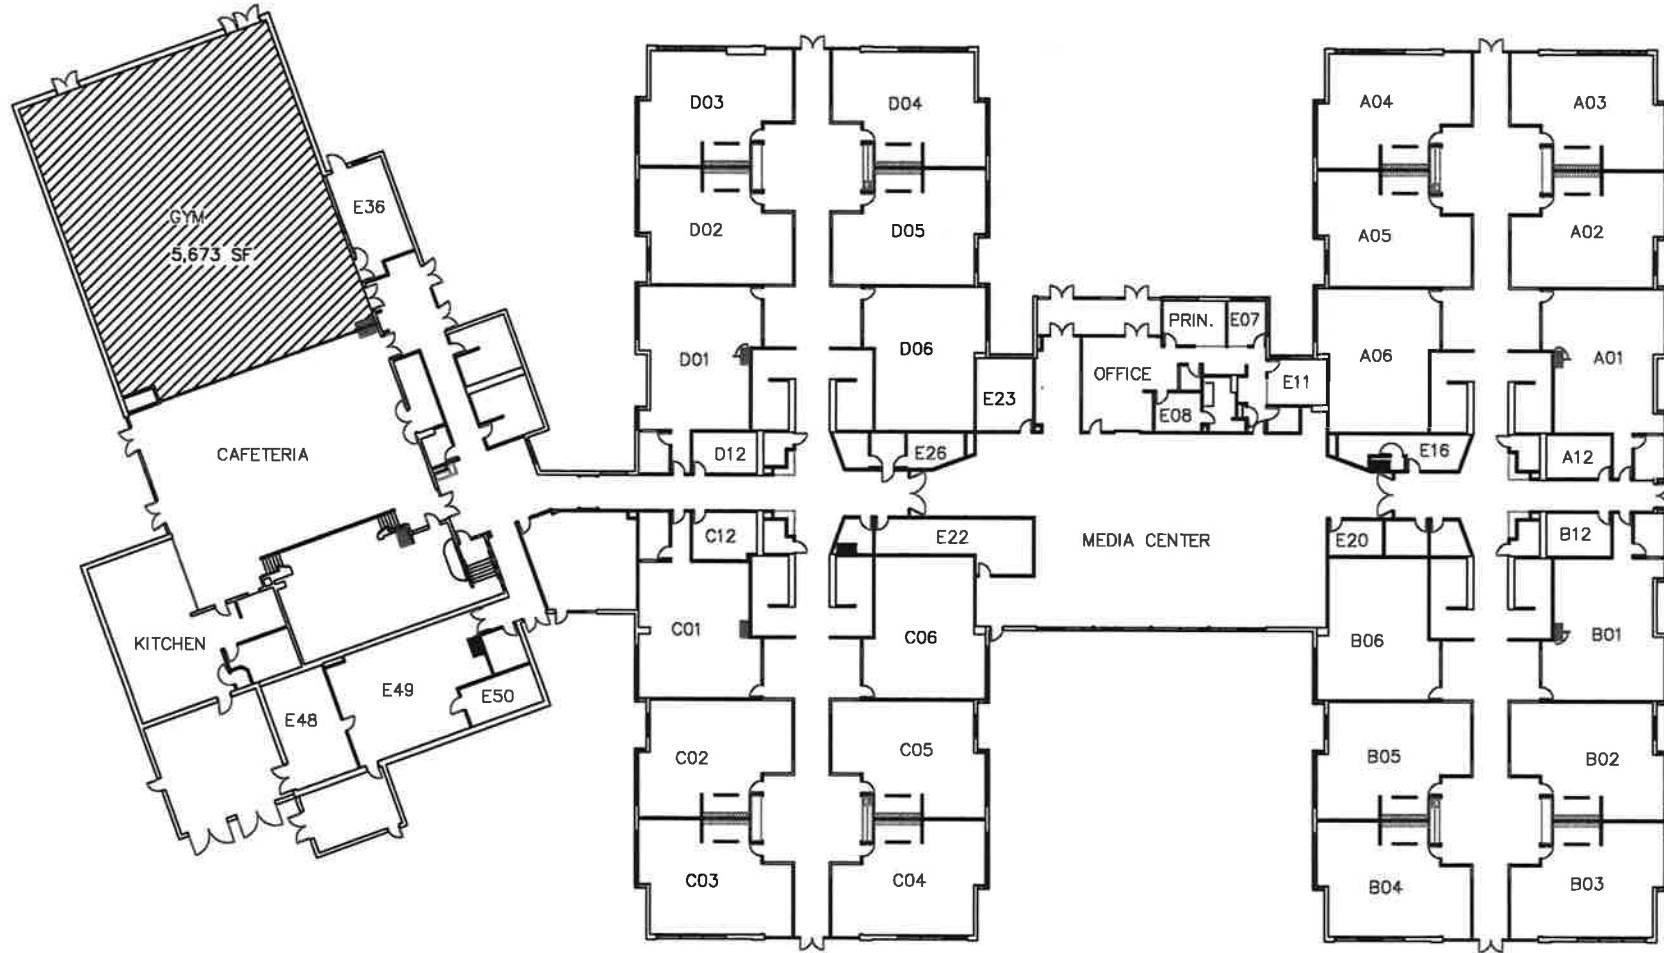 D03
D04
A04
A03
GYM
5,673 SF
E36
D02
D05
A05
A02
PRIN.
E07
D01
D06
A06
A01
OFFICE
E23
E11
E08
CAFETERIA
D12
E26
E16
A12
C12
E22
MEDIA CENTER
E20
B12
KITCHEN
C01
C06
B06
B01
E49
E50
E48
C02
C05
B05
B02
C03
C04
B04
B03